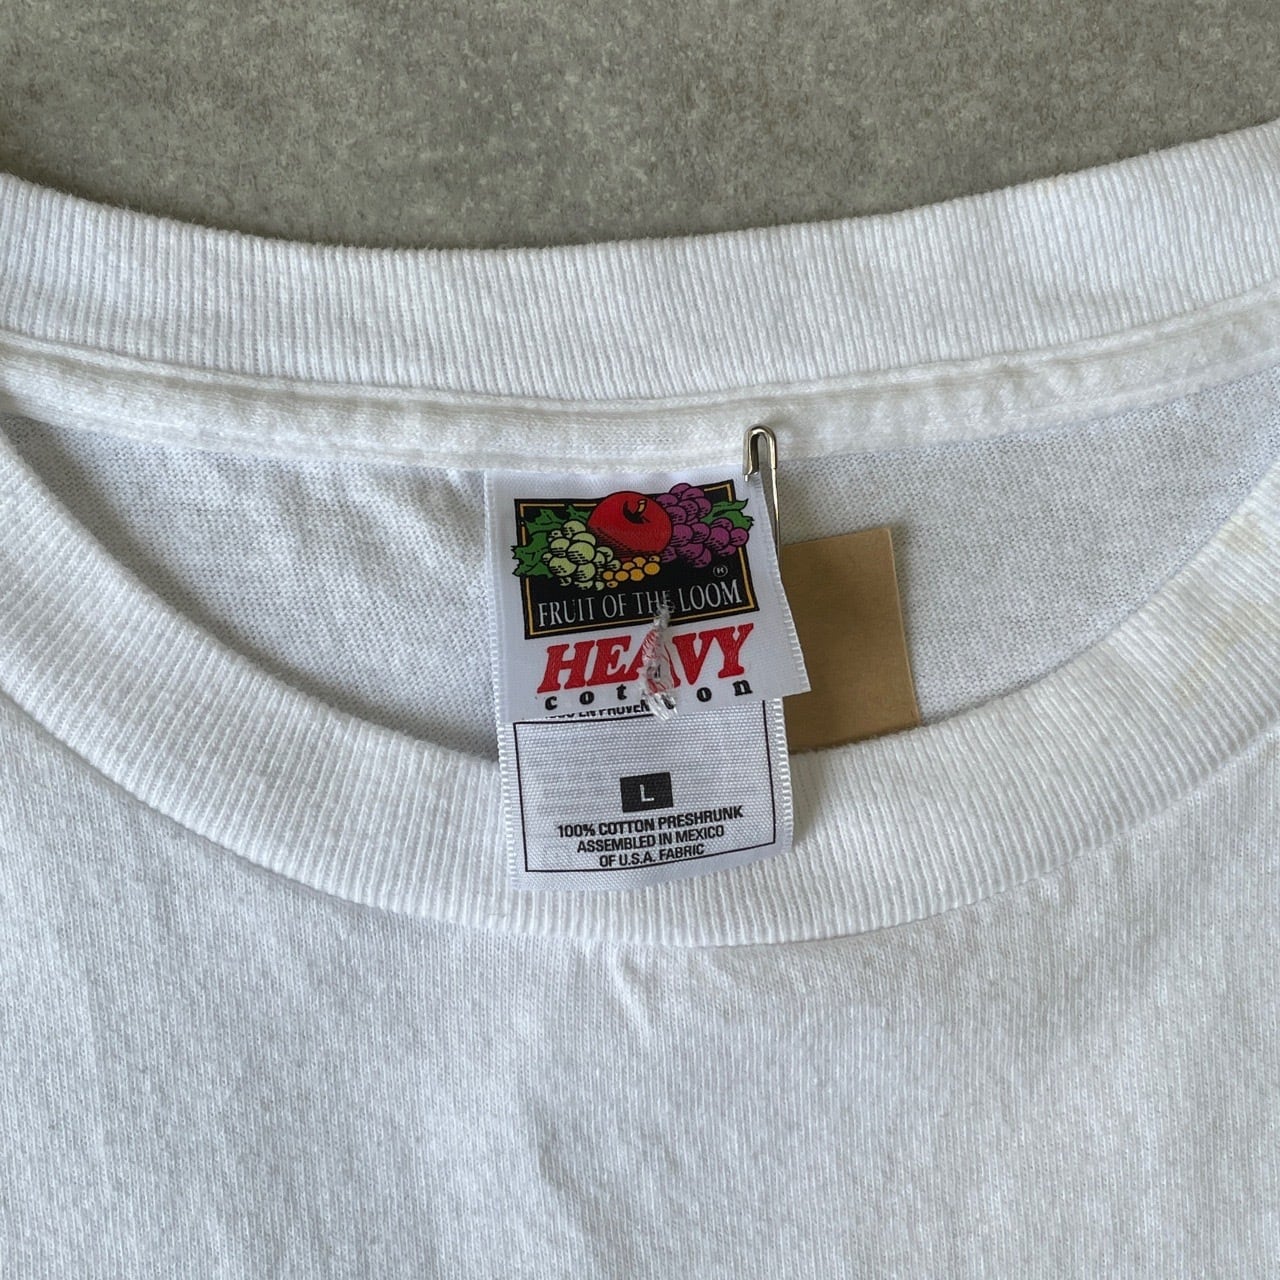 ®
FRUIT OF THE LOOM
HEAVY
cotton
L
100% COTTON PRESHRUNK
ASSEMBLED IN MEXICO
OF U.S.A. FABRIC